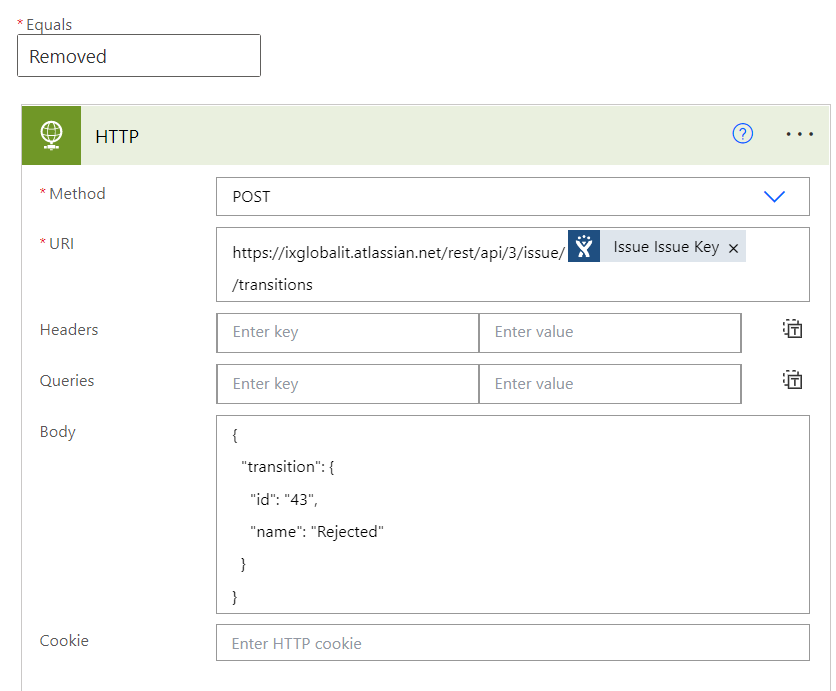 * Equals
Removed
HTTP
?
...
* Method
POST
* URI
https://ixglobalit.atlassian.net/rest/api/3/issue/ Issue Issue Key ×
/transitions
Headers
Enter key
Enter value
T
Queries
Enter key
Enter value
T
Body
{
"transition": {
"id": "43",
"name": "Rejected"
}
}
Cookie
Enter HTTP cookie